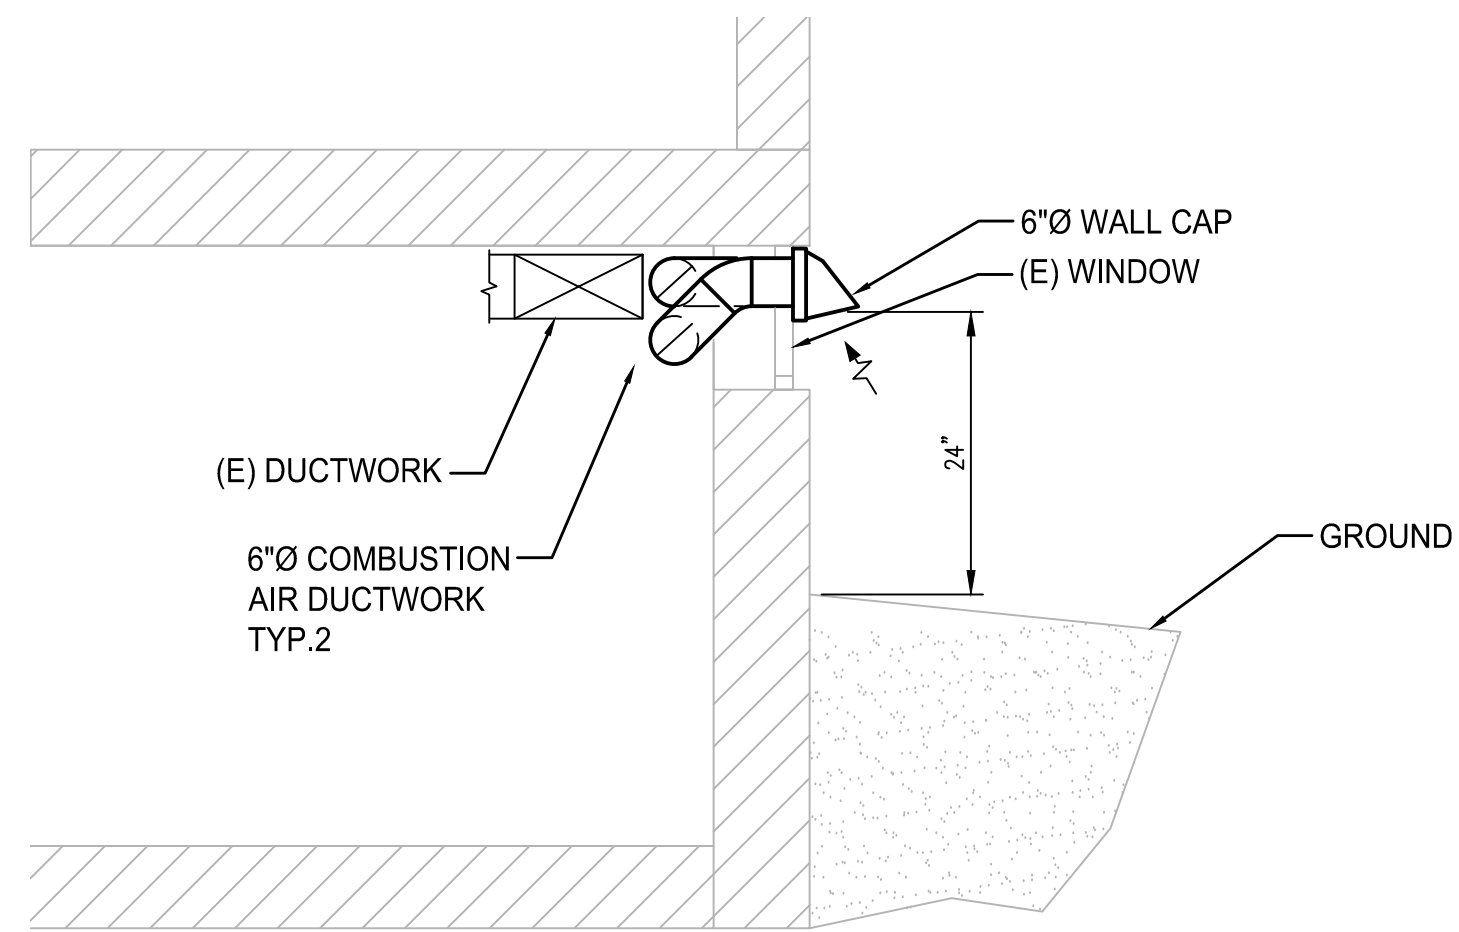 6"Ø WALL CAP
(E) WINDOW
24"
(E) DUCTWORK
GROUND
6"Ø COMBUSTION
AIR DUCTWORK
TYP.2